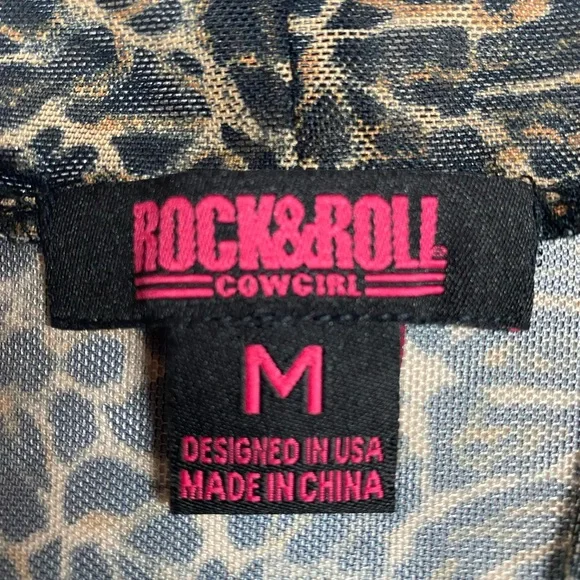 ROCK&ROLL
COWGIRL
M
DESIGNED IN USA
MADE IN CHINA